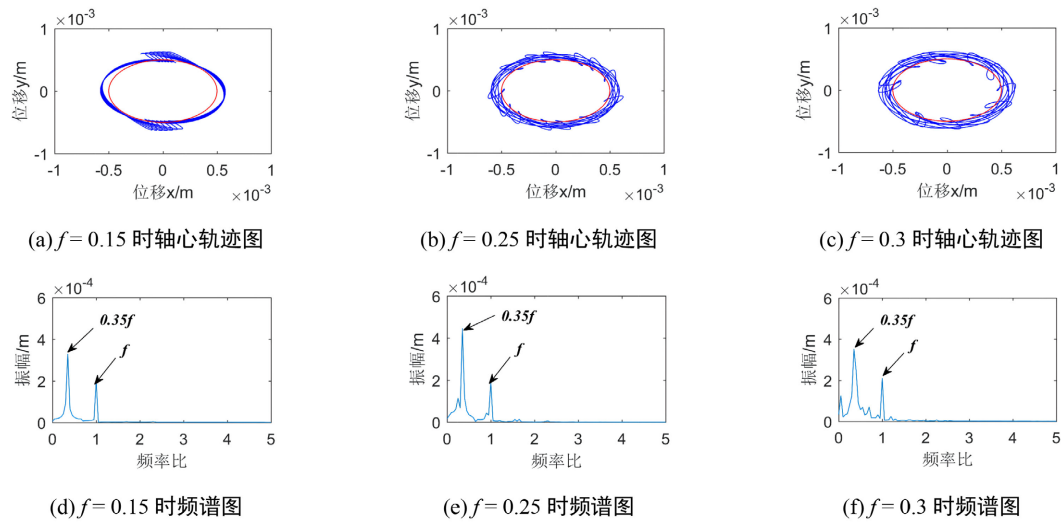 ×10⁻³
1
0
-1
位移y/m
-1 -0.5 0 0.5 1
位移x/m ×10⁻³
(a) f = 0.15 时轴心轨迹图
×10⁻³
1
0
-1
位移y/m
-1 -0.5 0 0.5 1
位移x/m ×10⁻³
(b) f = 0.25 时轴心轨迹图
×10⁻³
1
0
-1
位移y/m
-1 -0.5 0 0.5 1
位移x/m ×10⁻³
(c) f = 0.3 时轴心轨迹图
×10⁻⁴
6
4
2
0
振幅/m
0.35f
f
0 1 2 3 4 5
频率比
(d) f = 0.15 时频谱图
×10⁻⁴
6
4
2
0
振幅/m
0.35f
f
0 1 2 3 4 5
频率比
(e) f = 0.25 时频谱图
×10⁻⁴
6
4
2
0
振幅/m
0.35f
f
0 1 2 3 4 5
频率比
(f) f = 0.3 时频谱图